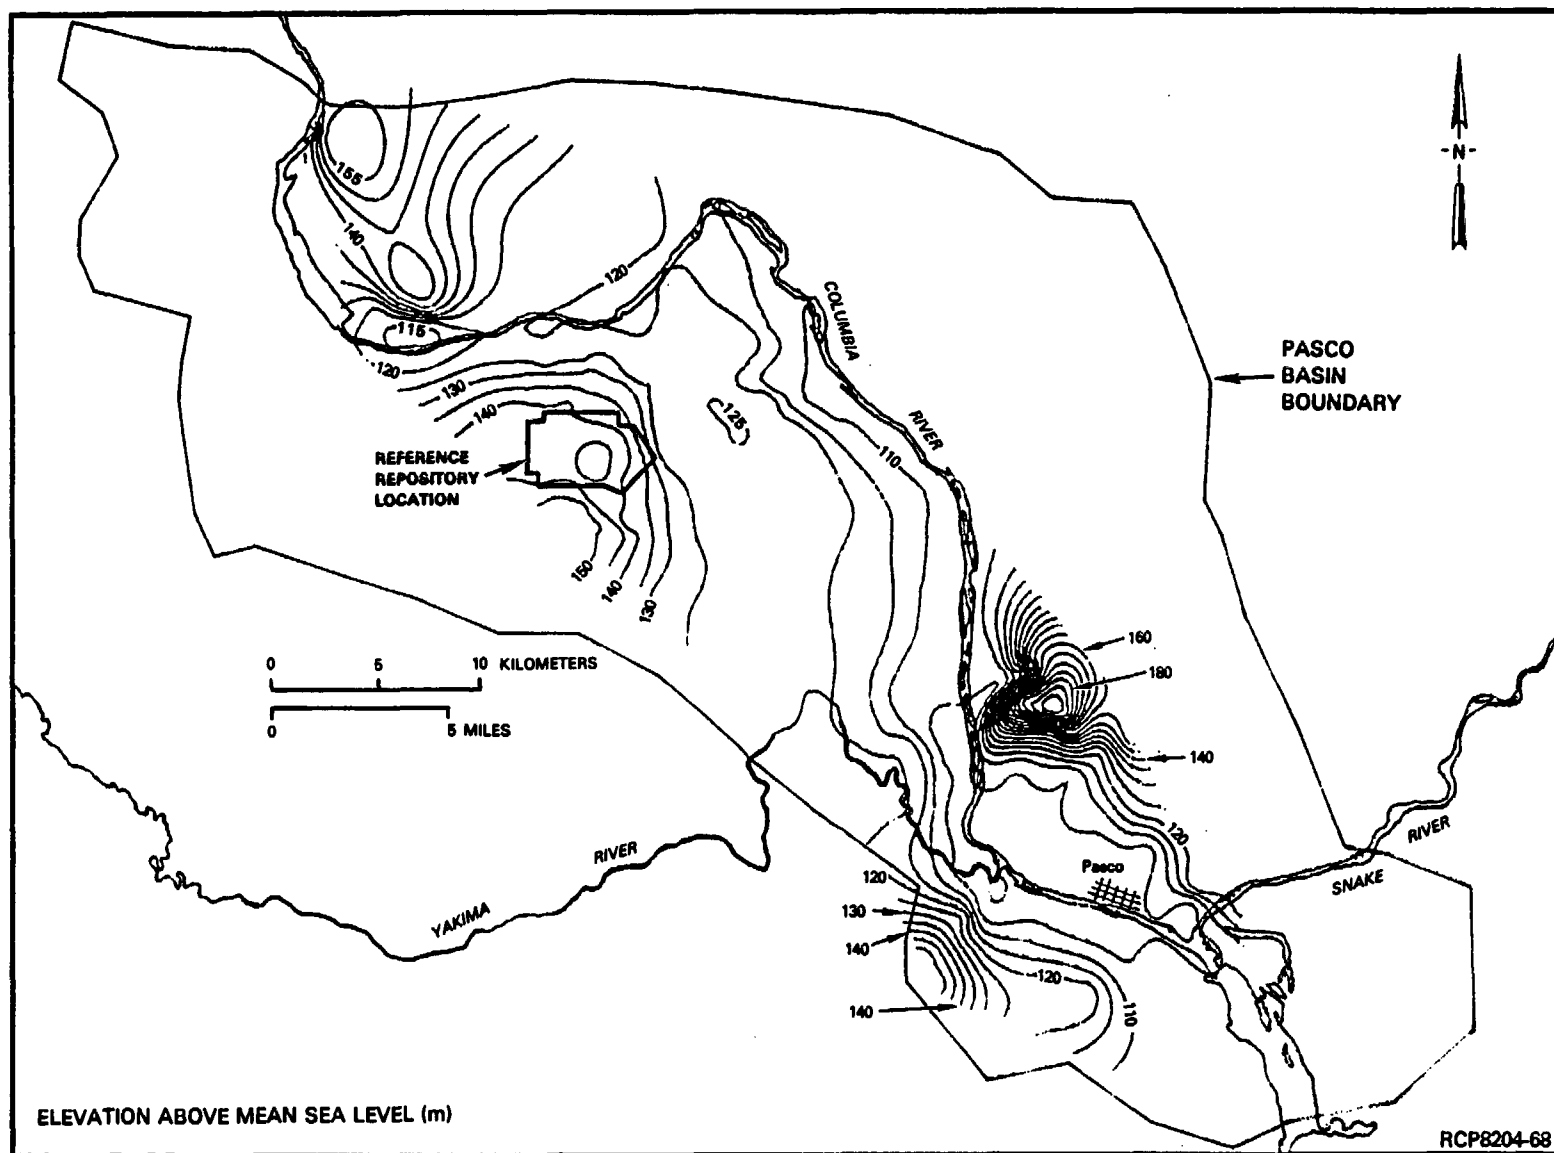 -N-
155
140
120
115
120
130
140
125
110
COLUMBIA
RIVER
PASCO
BASIN
BOUNDARY
REFERENCE
REPOSITORY
LOCATION
150
140
130
0 5 10 KILOMETERS
0 5 MILES
160
180
140
120
YAKIMA
RIVER
SNAKE
RIVER
Pasco
120
130
140
140
120
110
ELEVATION ABOVE MEAN SEA LEVEL (m)
RCP8204-68